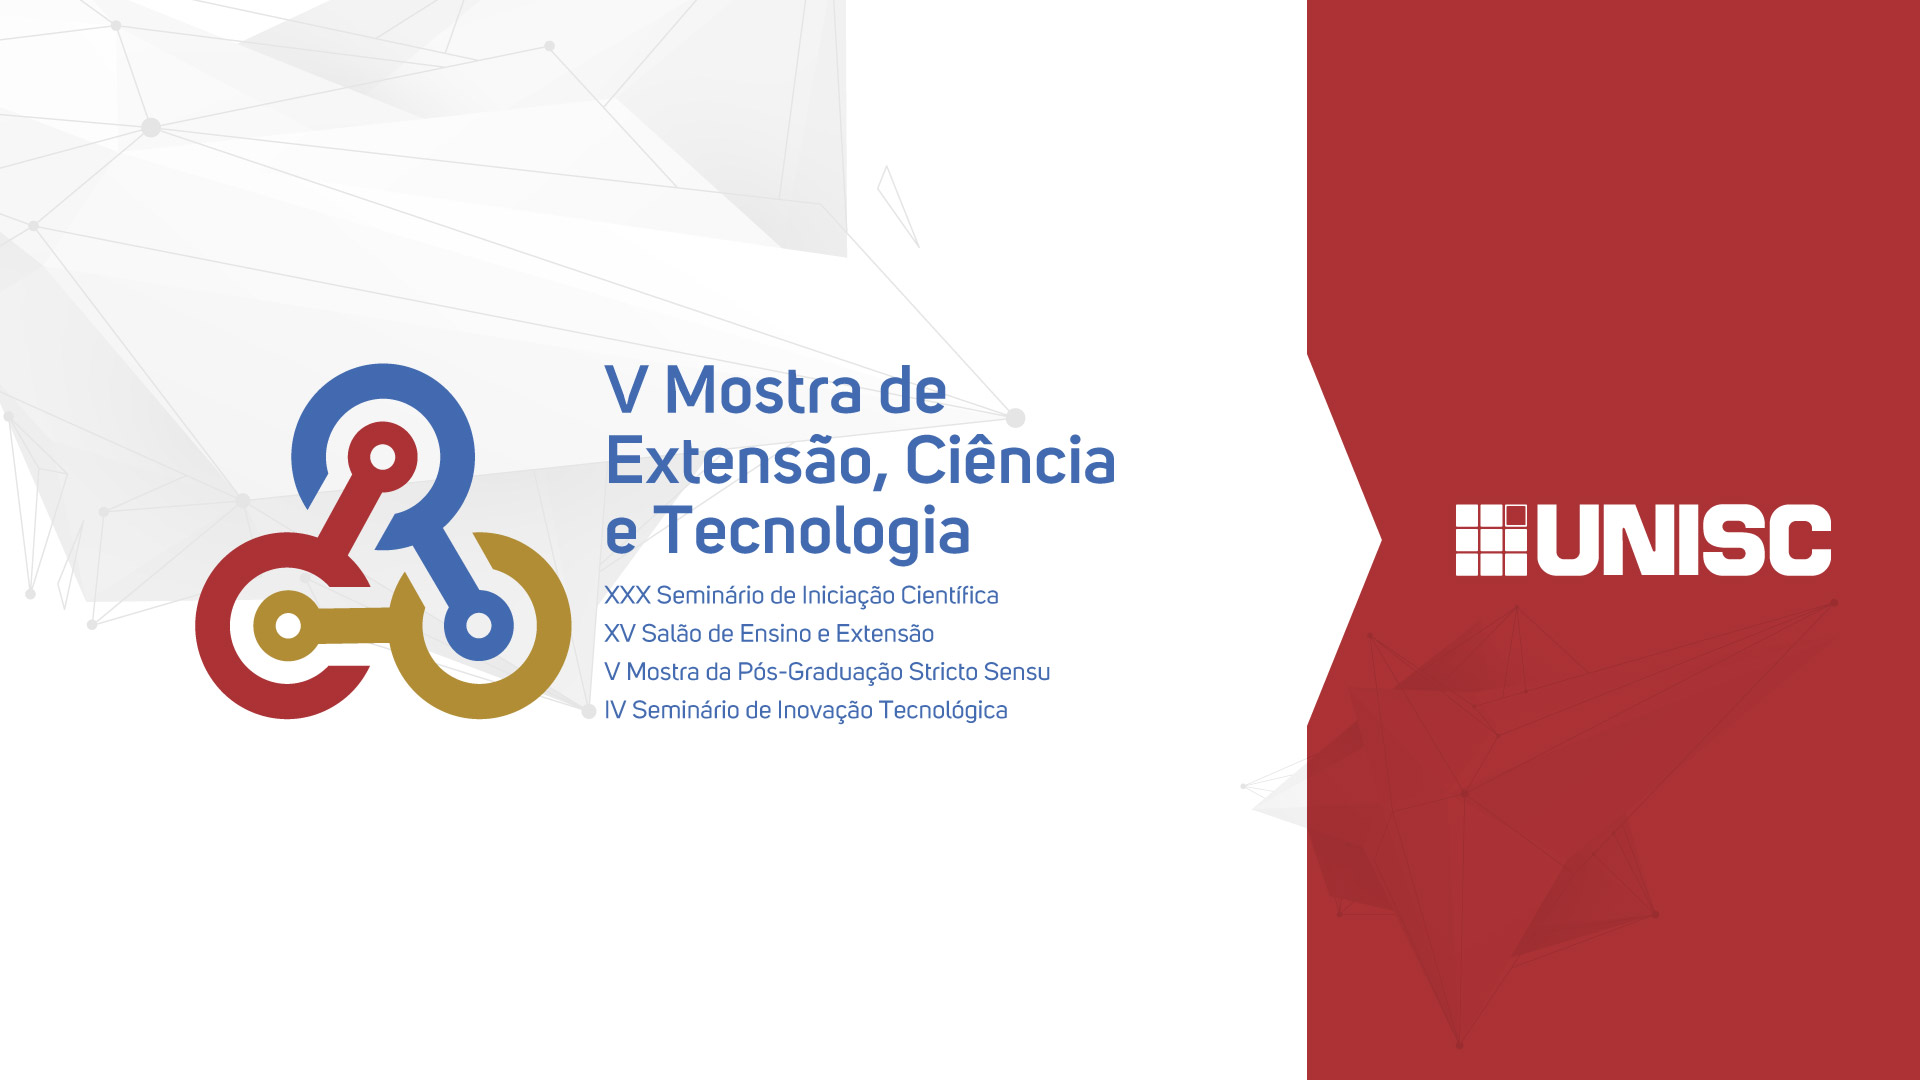 V Mostra de
Extensão, Ciência
e Tecnologia
XXX Seminário de Iniciação Científica
XV Salão de Ensino e Extensão
V Mostra da Pós-Graduação Stricto Sensu
IV Seminário de Inovação Tecnológica
UNISC